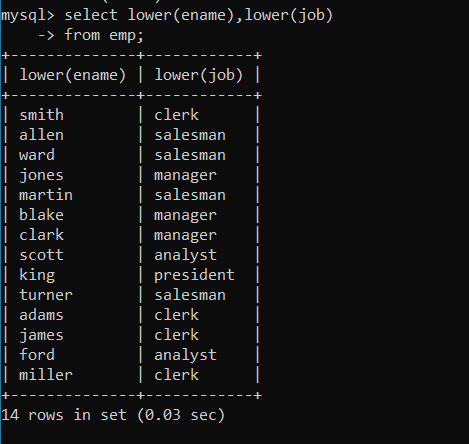 mysql> select lower(ename),lower(job)
    -> from emp;
+--------------+------------+
| lower(ename) | lower(job) |
+--------------+------------+
| smith        | clerk      |
| allen        | salesman   |
| ward         | salesman   |
| jones        | manager    |
| martin       | salesman   |
| blake        | manager    |
| clark        | manager    |
| scott        | analyst    |
| king         | president  |
| turner       | salesman   |
| adams        | clerk      |
| james        | clerk      |
| ford         | analyst    |
| miller       | clerk      |
+--------------+------------+
14 rows in set (0.03 sec)